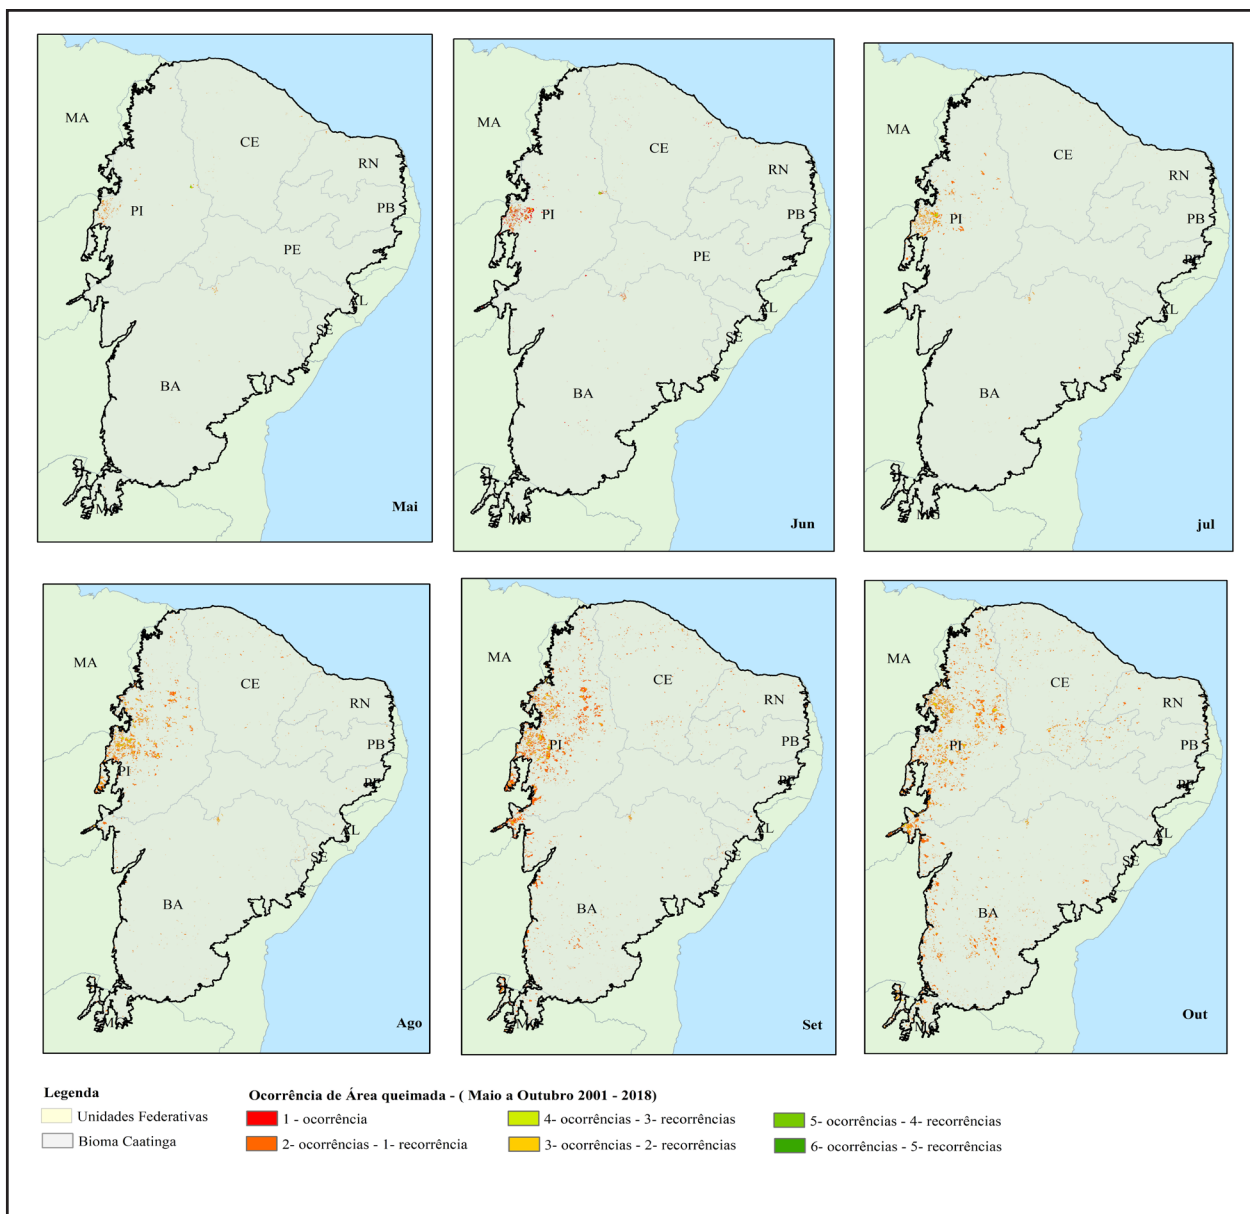 MA
CE
RN
PI
PB
PE
AL
SE
BA
MG
Mai
MA
CE
RN
PI
PB
PE
AL
SE
BA
MG
Jun
MA
CE
RN
PI
PB
PE
AL
SE
BA
MG
jul
MA
CE
RN
PB
PI
PE
AL
SE
BA
MG
Ago
MA
CE
RN
PB
PI
PE
AL
SE
BA
MG
Set
MA
CE
RN
PI
PB
PE
AL
SE
BA
MG
Out
Legenda
Unidades Federativas
Bioma Caatinga
Ocorrência de Área queimada - ( Maio a Outubro 2001 - 2018)
1 - ocorrência
4- ocorrências - 3- recorrências
5- ocorrências - 4- recorrências
2- ocorrências - 1- recorrência
3- ocorrências - 2- recorrências
6- ocorrências - 5- recorrências